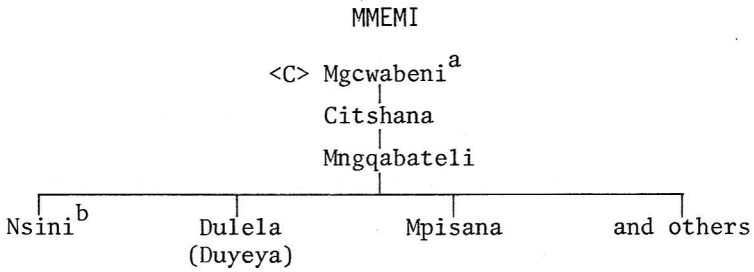 MMEMI
<C> Mgcwabeni a
Citshana
Mngqabateli
Nsini b Dulela Mpisana and others
(Duyeya)